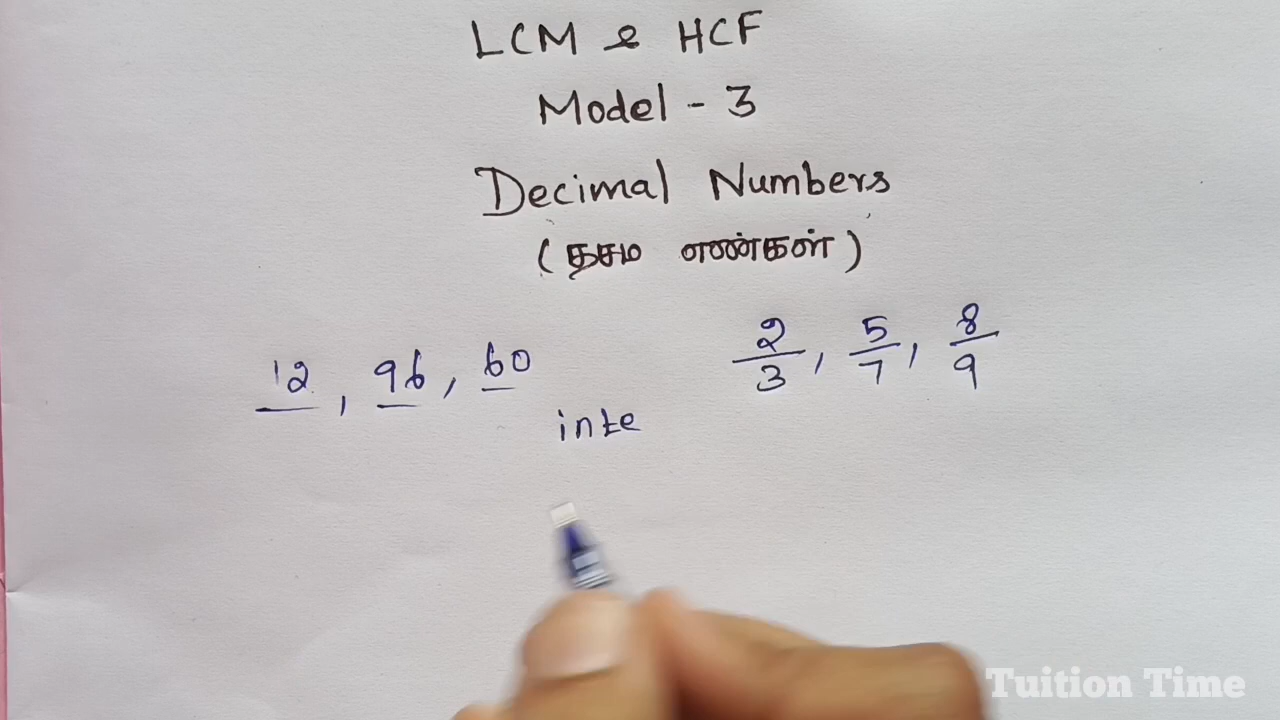 LCM & HCF
Model - 3
Decimal Numbers
(தசம எண்கள்)
12, 96, 60
2/3, 5/7, 8/9
inte
Tuition Time